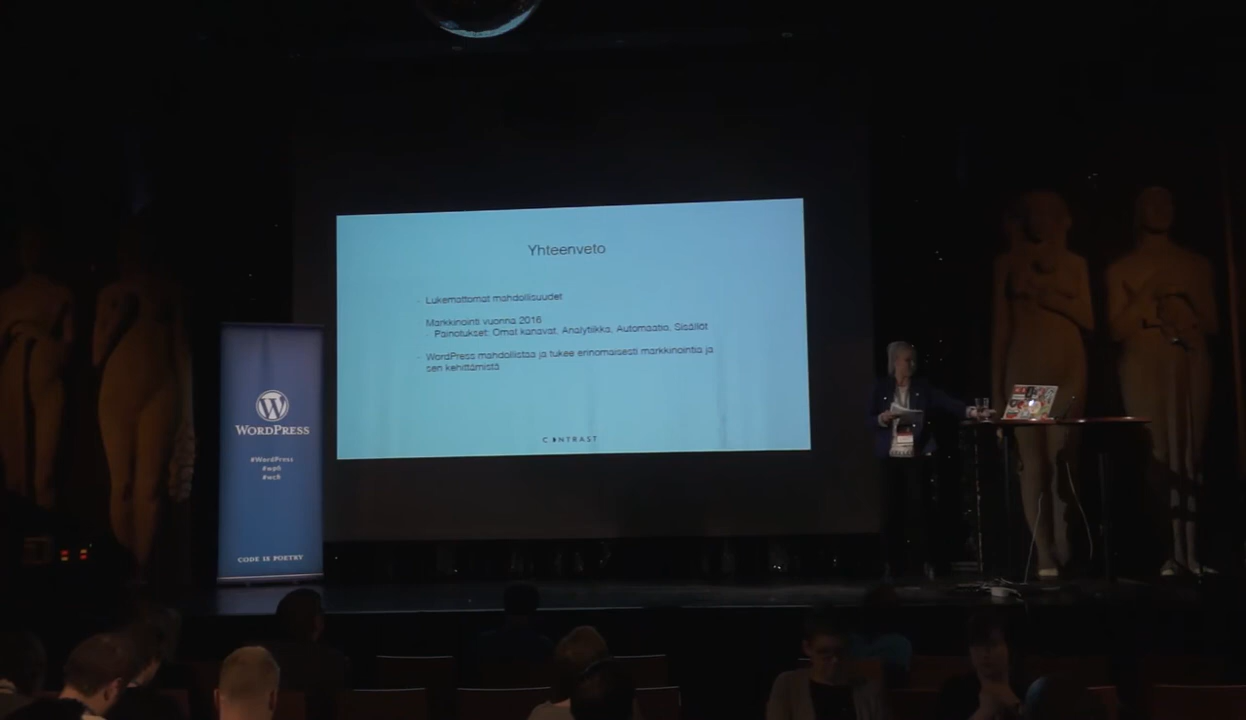 Yhteenveto
- Lukemattomat mahdollisuudet
Markkinointi vuonna 2016
- Painotukset: Omat kanavat, Analytiikka, Automaatio, Sisällöt
- WordPress mahdollistaa ja tukee erinomaisesti markkinointia ja
sen kehittämistä
CONTRAST
WORDPRESS
#WordPress
#wpfi
#wcfi
CODE IS POETRY